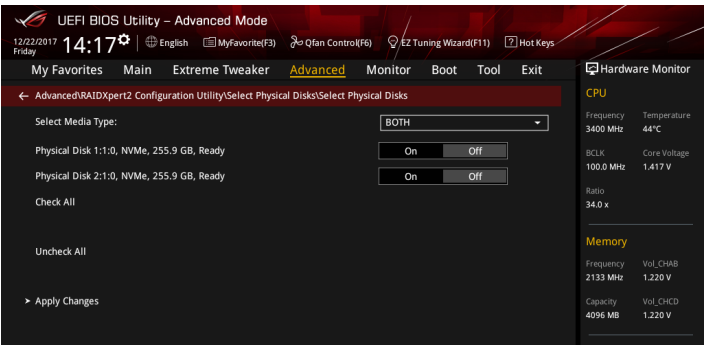 UEFI BIOS Utility – Advanced Mode
12/22/2017 Friday 14:17 English MyFavorite(F3) Qfan Control(F6) EZ Tuning Wizard(F11) ? Hot Keys
My Favorites Main Extreme Tweaker Advanced Monitor Boot Tool Exit
← Advanced\RAIDXpert2 Configuration Utility\Select Physical Disks\Select Physical Disks
Select Media Type: BOTH
Physical Disk 1:1:0, NVMe, 255.9 GB, Ready On Off
Physical Disk 2:1:0, NVMe, 255.9 GB, Ready On Off
Check All
Uncheck All
Apply Changes
Hardware Monitor
CPU
Frequency Temperature
3400 MHz 44°C
BCLK Core Voltage
100.0 MHz 1.417 V
Ratio
34.0 x
Memory
Frequency Vol_CHAB
2133 MHz 1.220 V
Capacity Vol_CHCD
4096 MB 1.220 V